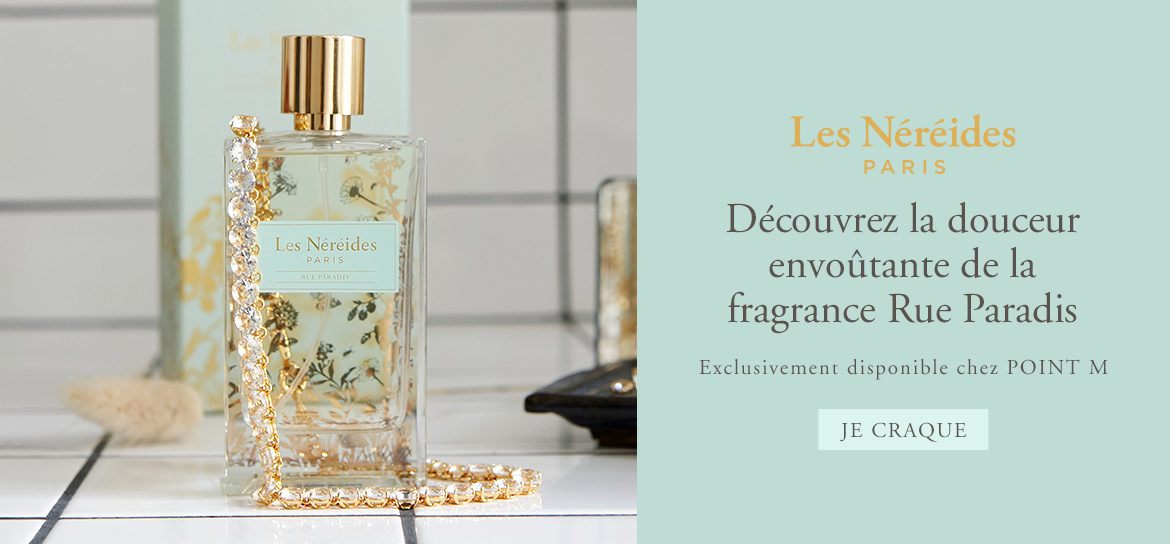 Les Néréides
PARIS
RUE PARADIS
Les Néréides
PARIS
Découvrez la douceur
envoûtante de la
fragrance Rue Paradis
Exclusivement disponible chez POINT M
JE CRAQUE